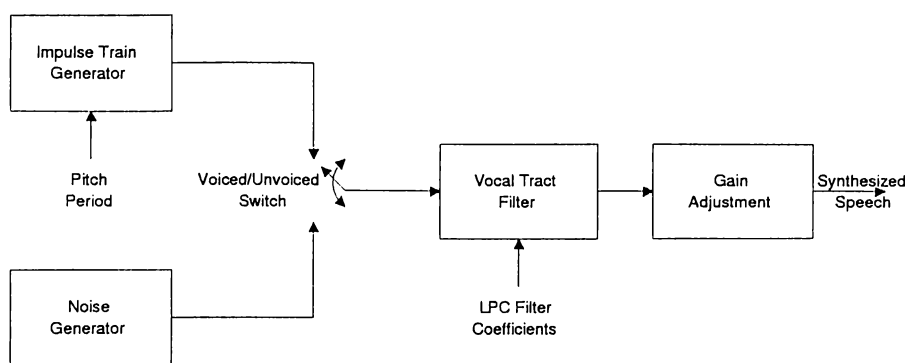 Impulse Train
Generator
Pitch
Period
Voiced/Unvoiced
Switch
Vocal Tract
Filter
Gain
Adjustment
Synthesized
Speech
Noise
Generator
LPC Filter
Coefficients